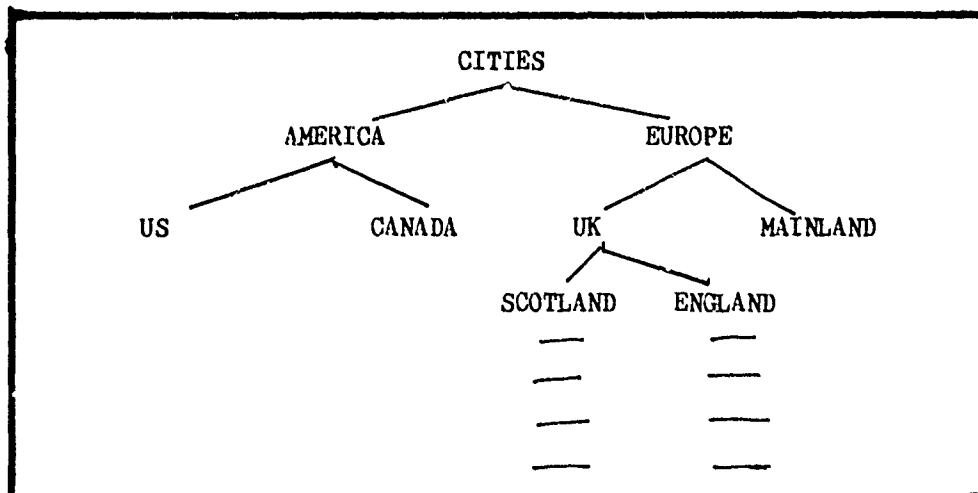 CITIES
AMERICA EUROPE
US CANADA UK MAINLAND
SCOTLAND ENGLAND